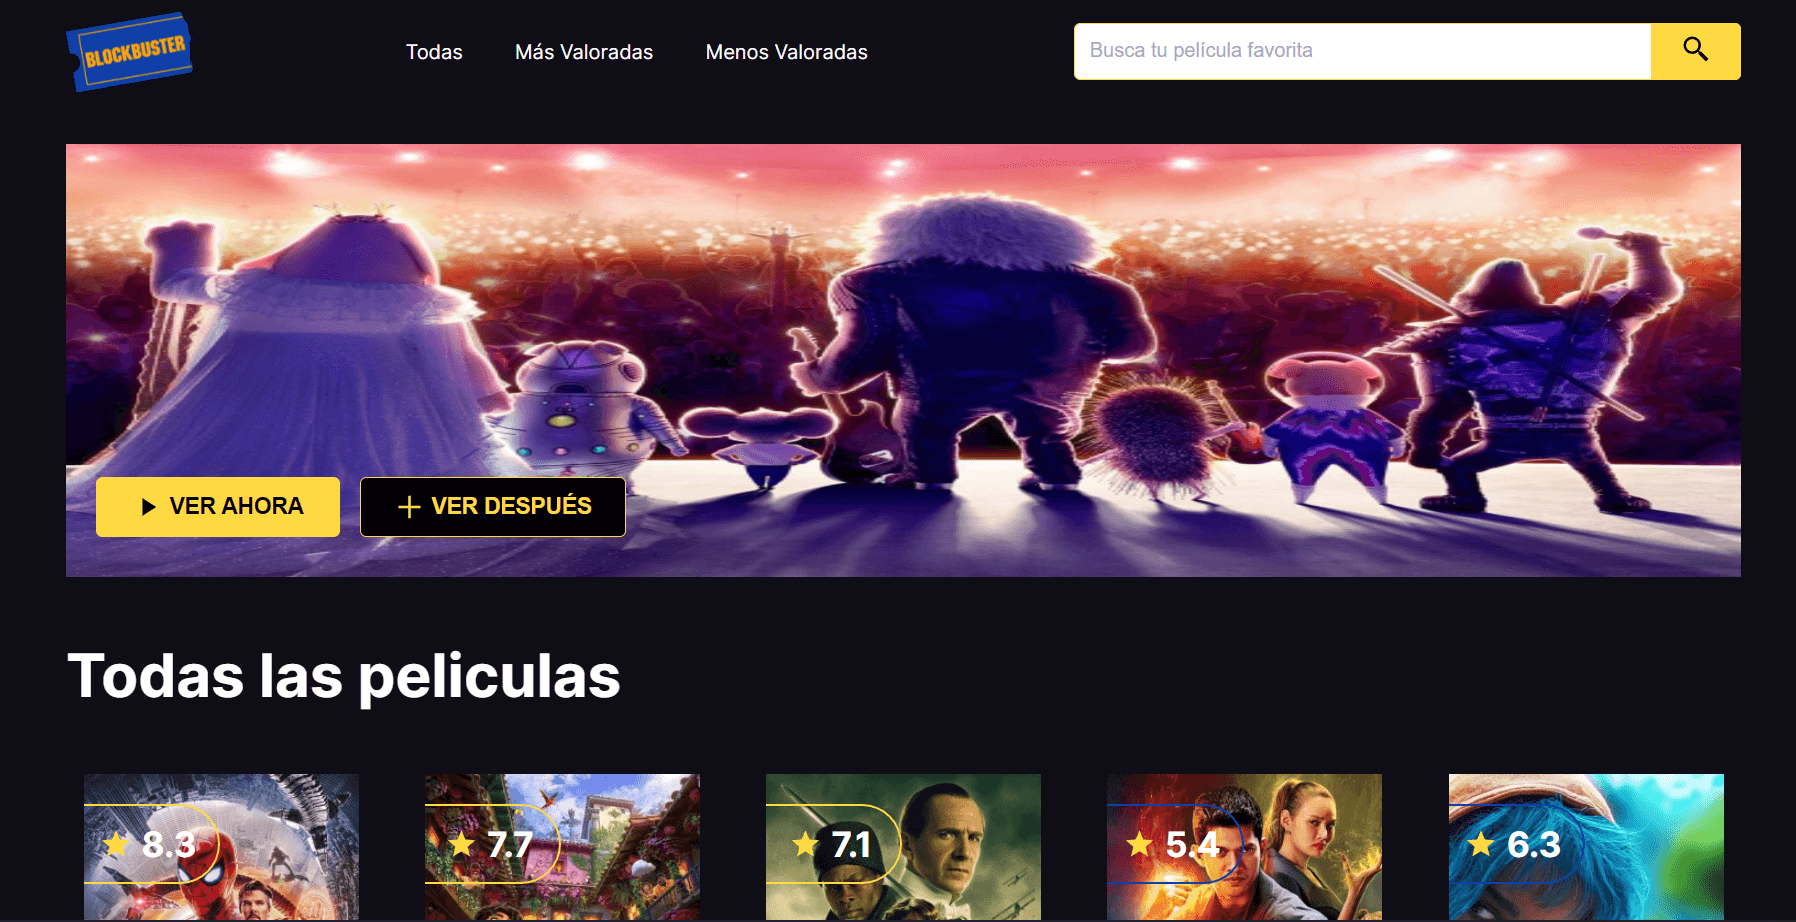 BLOCKBUSTER
Todas
Más Valoradas
Menos Valoradas
Busca tu película favorita
VER AHORA
VER DESPUÉS
Todas las peliculas
8.3
7.7
7.1
5.4
6.3